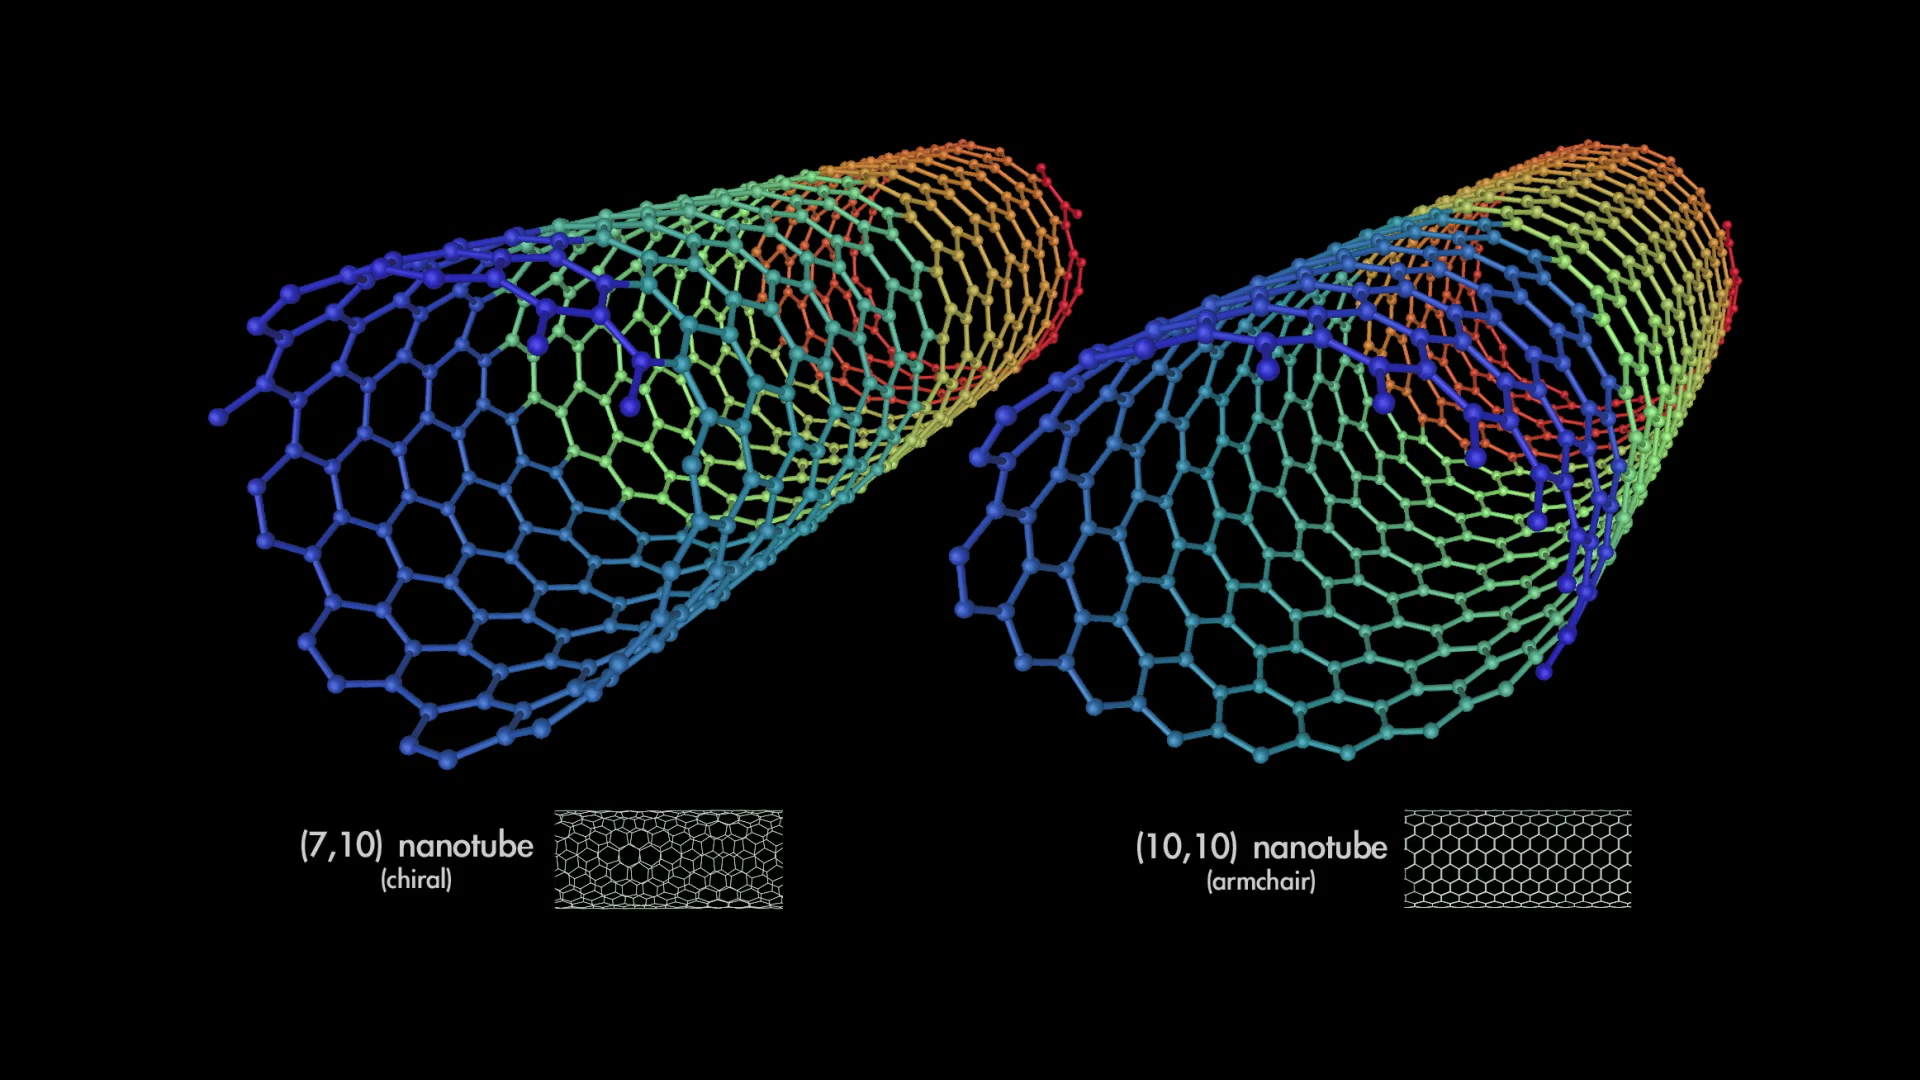 (7,10) nanotube
(chiral)
(10,10) nanotube
(armchair)